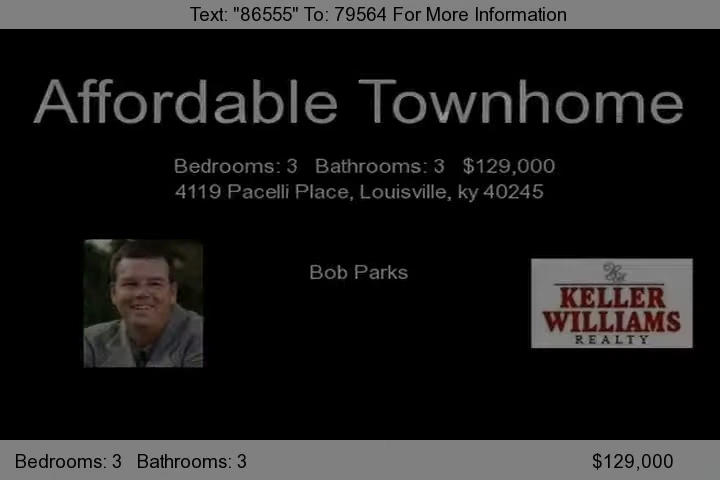 Text: "86555" To: 79564 For More Information
Affordable Townhome
Bedrooms: 3 Bathrooms: 3 $129,000
4119 Pacelli Place, Louisville, ky 40245
Bob Parks
KELLER
WILLIAMS
REALTY
Bedrooms: 3 Bathrooms: 3 $129,000